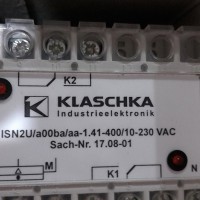 K2
KLASCHKA
Industrieelektronik
ISN2U/a00ba/aa-1.41-400/10-230 VAC
Sach-Nr. 17.08-01
M
K1
N